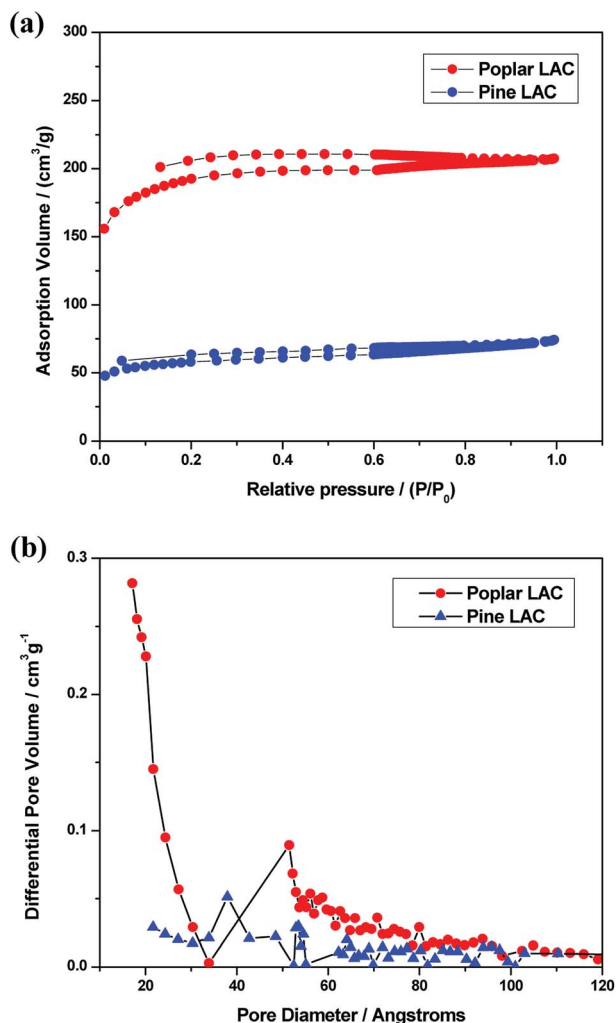 (a)
300
250
200
150
100
50
0
Adsorption Volume / (cm³/g)
Poplar LAC
Pine LAC
0.0 0.2 0.4 0.6 0.8 1.0
Relative pressure / (P/P₀)
(b)
0.3
0.2
0.1
0.0
Differential Pore Volume / cm³g⁻¹
Poplar LAC
Pine LAC
20 40 60 80 100 120
Pore Diameter / Angstroms